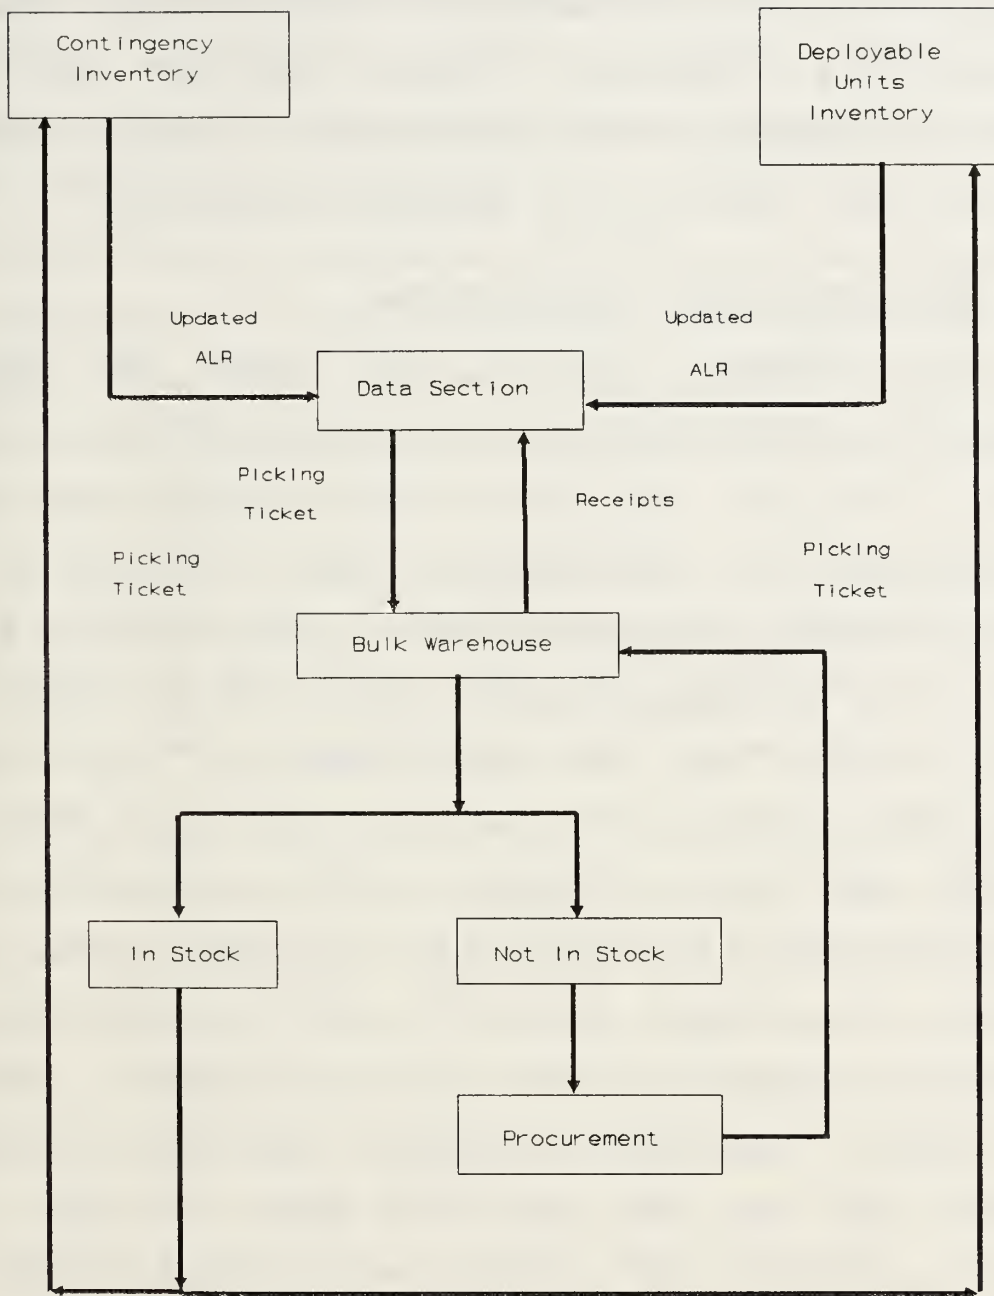 Contingency
Inventory
Deployable
Units
Inventory
Updated
ALR
Updated
ALR
Data Section
Picking
Ticket
Receipts
Picking
Ticket
Picking
Ticket
Bulk Warehouse
In Stock
Not In Stock
Procurement